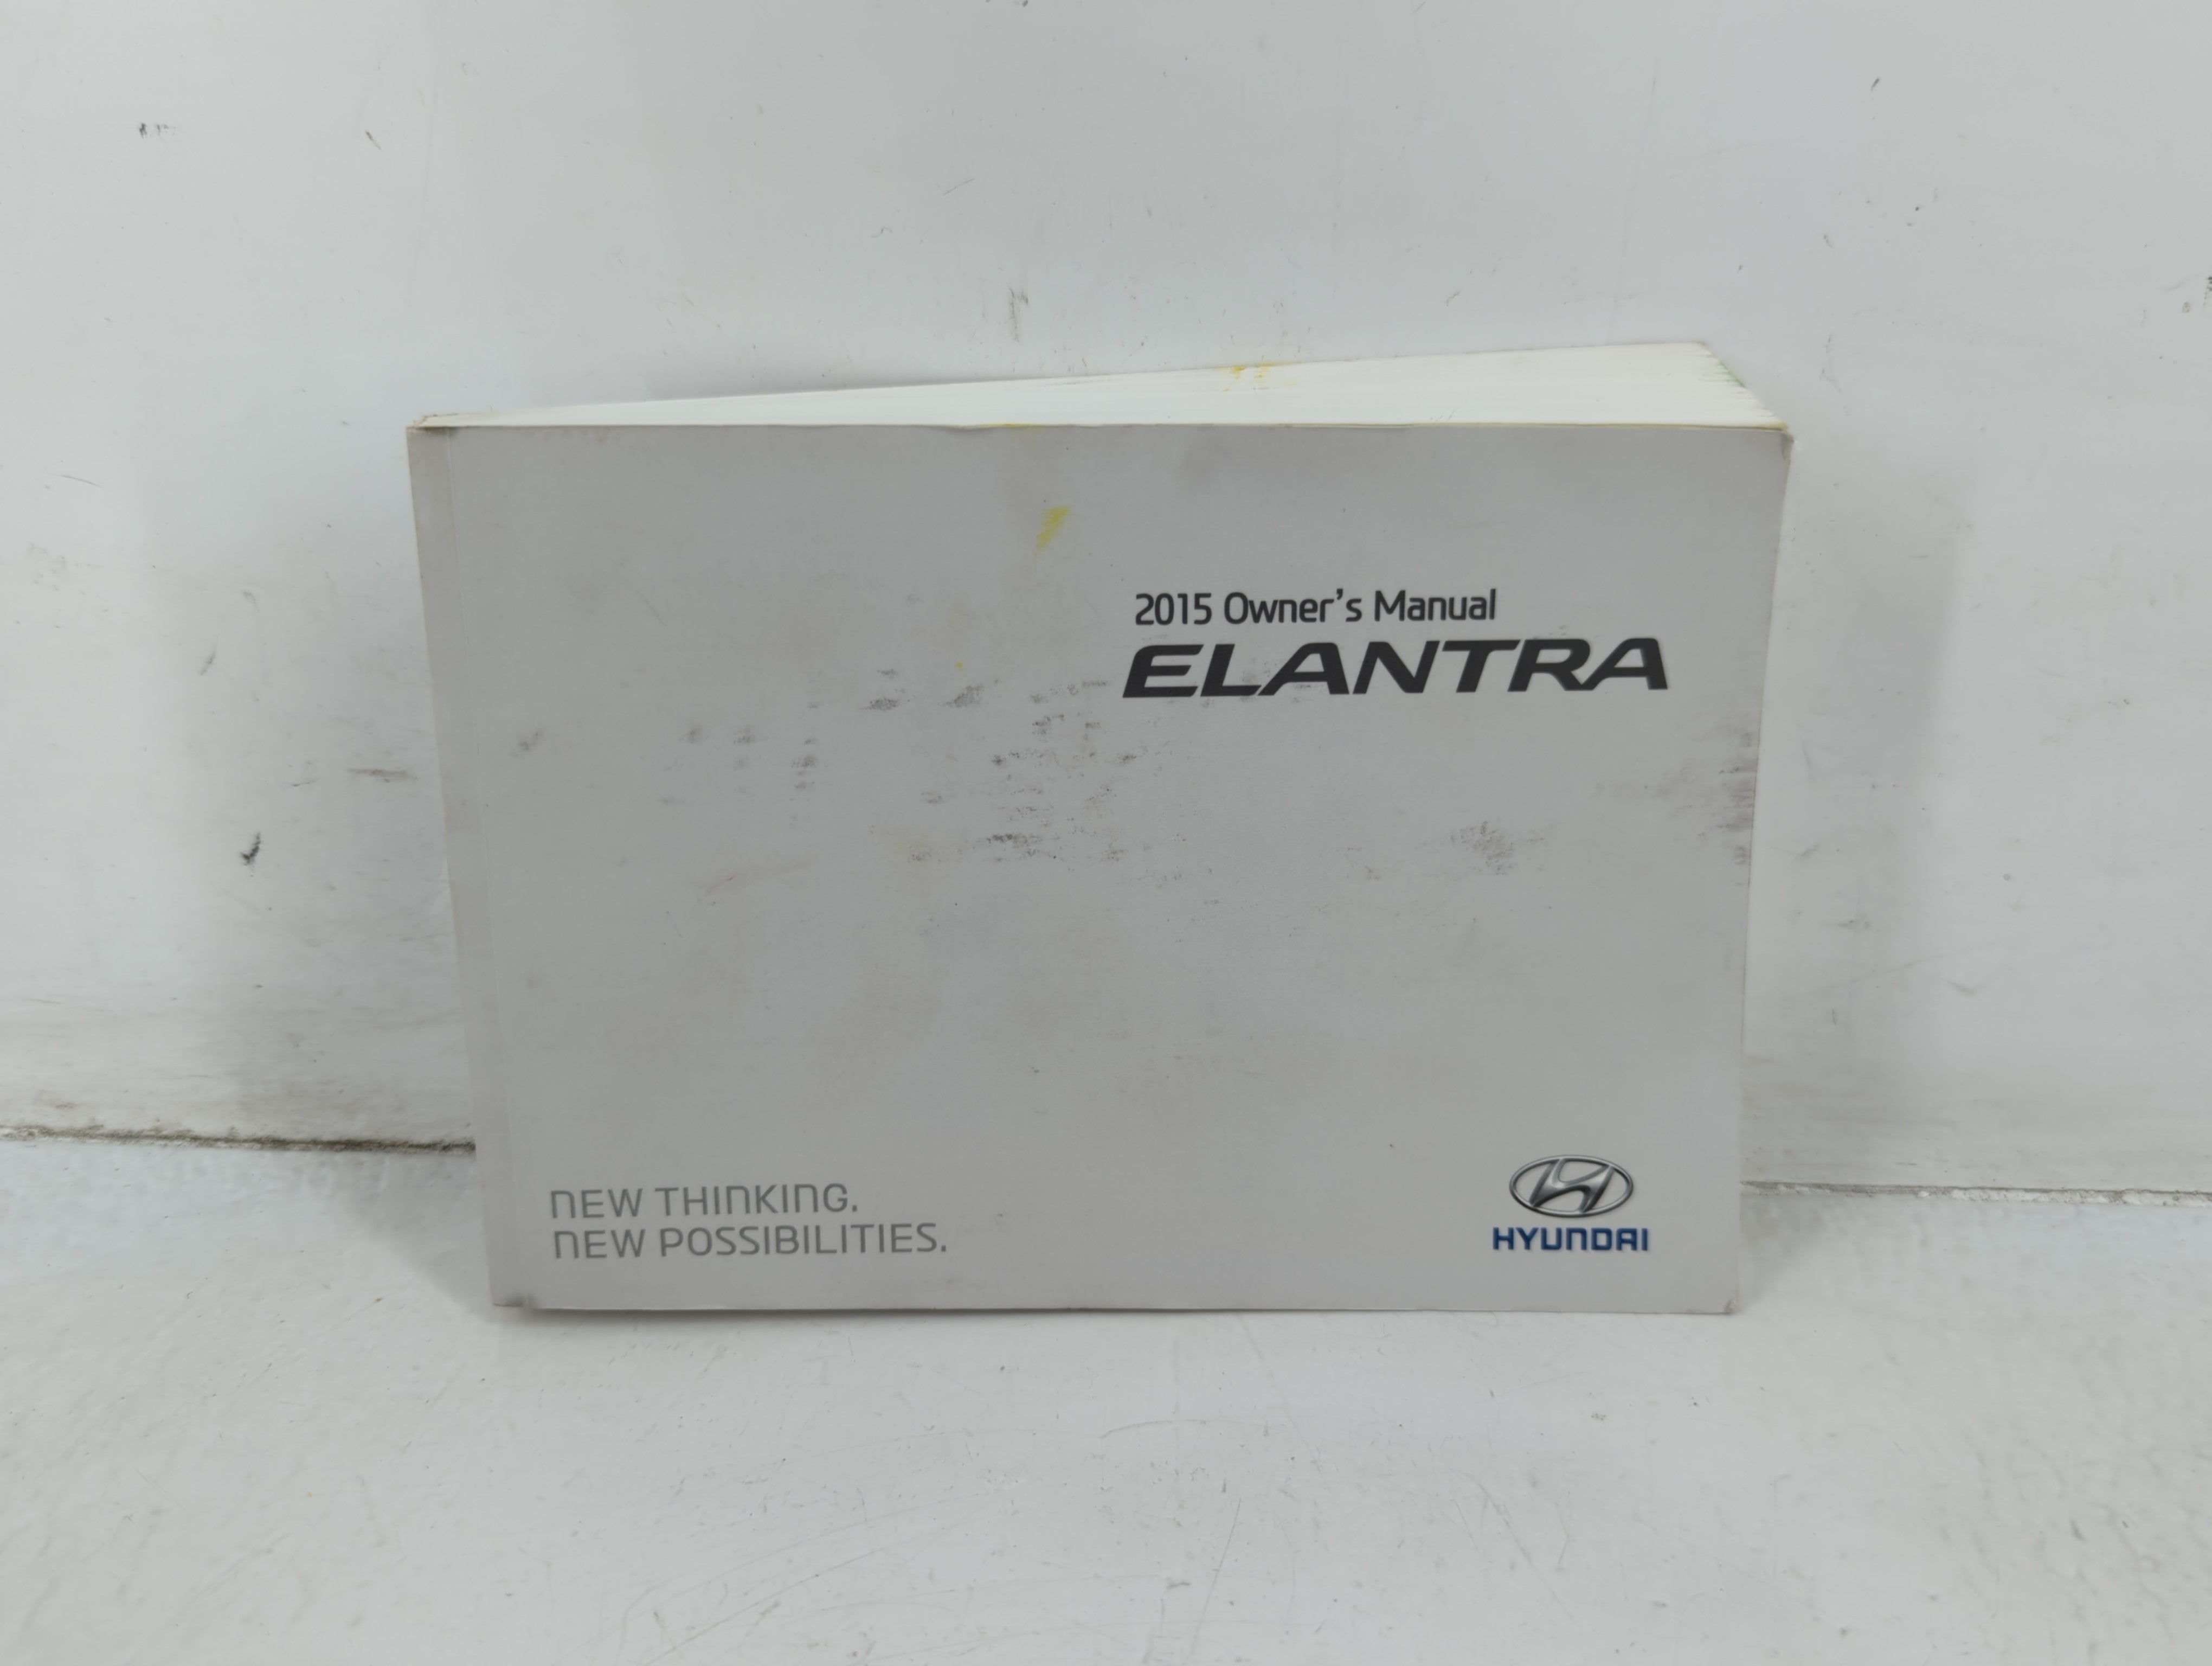 2015 Owner's Manual
ELANTRA
NEW THINKING.
NEW POSSIBILITIES.
HYUNDAI